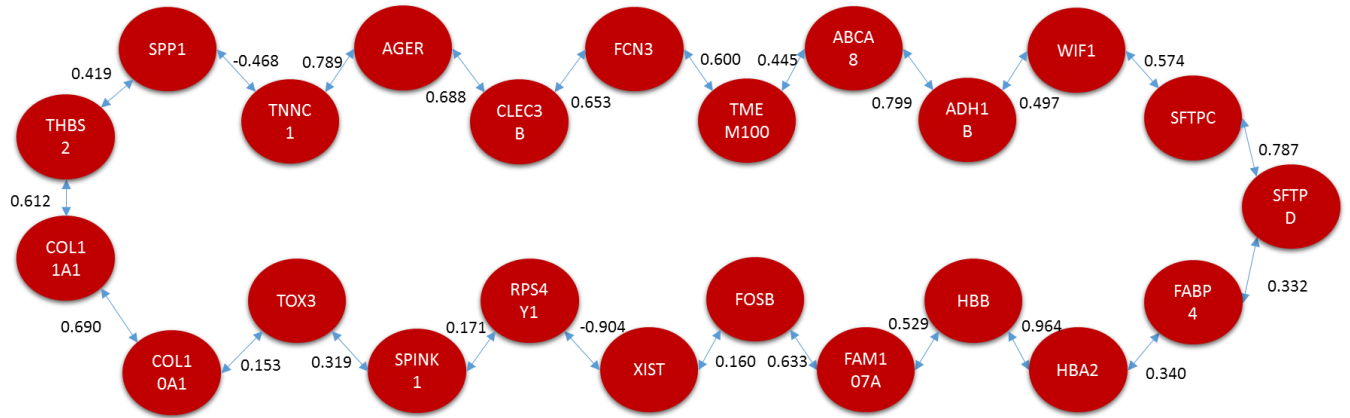 SPP1
AGER
FCN3
ABCA
8
WIF1
-0.468
0.789
0.600
0.445
0.574
0.419
0.688
0.653
0.799
0.497
THBS
2
TNNC
1
CLEC3
B
TME
M100
ADH1
B
SFTPC
0.787
0.612
SFTP
D
COL1
1A1
TOX3
RPS4
Y1
FOSB
HBB
FABP
4
0.332
0.690
0.171
-0.904
0.529
0.964
0.153
0.319
0.160
0.633
0.340
COL1
0A1
SPINK
1
XIST
FAM1
07A
HBA2